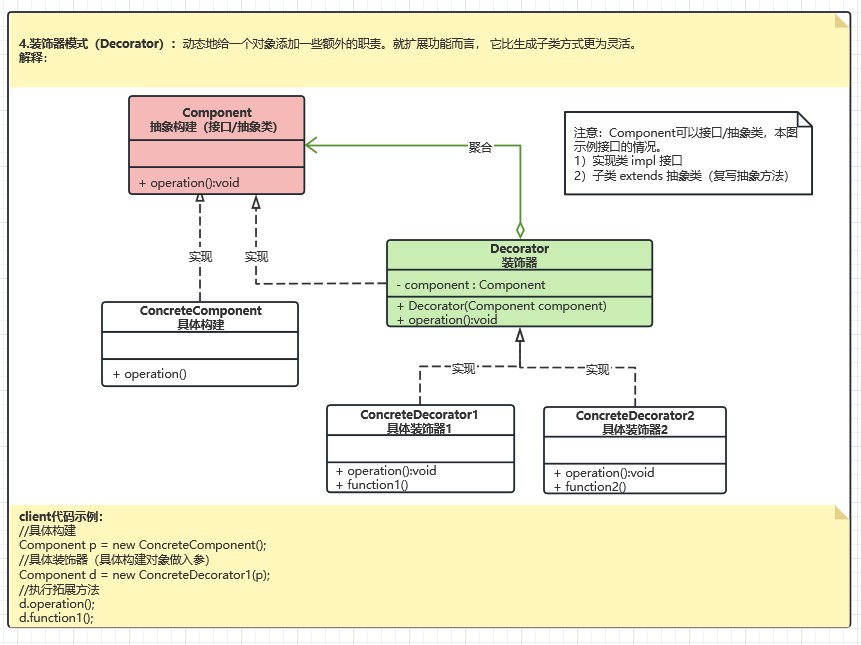 4.装饰器模式（Decorator）：动态地给一个对象添加一些额外的职责。就扩展功能而言， 它比生成子类方式更为灵活。
解释：
Component
抽象构建（接口/抽象类）
+ operation():void
注意：Component可以接口/抽象类，本图
示例接口的情况。
1）实现类 impl 接口
2）子类 extends 抽象类（复写抽象方法）
聚合
实现
实现
Decorator
装饰器
- component : Component
+ Decorator(Component component)
+ operation():void
ConcreteComponent
具体构建
+ operation()
实现
实现
ConcreteDecorator1
具体装饰器1
+ operation():void
+ function1()
ConcreteDecorator2
具体装饰器2
+ operation():void
+ function2()
client代码示例：
//具体构建
Component p = new ConcreteComponent();
//具体装饰器（具体构建对象做入参）
Component d = new ConcreteDecorator1(p);
//执行拓展方法
d.operation();
d.function1();